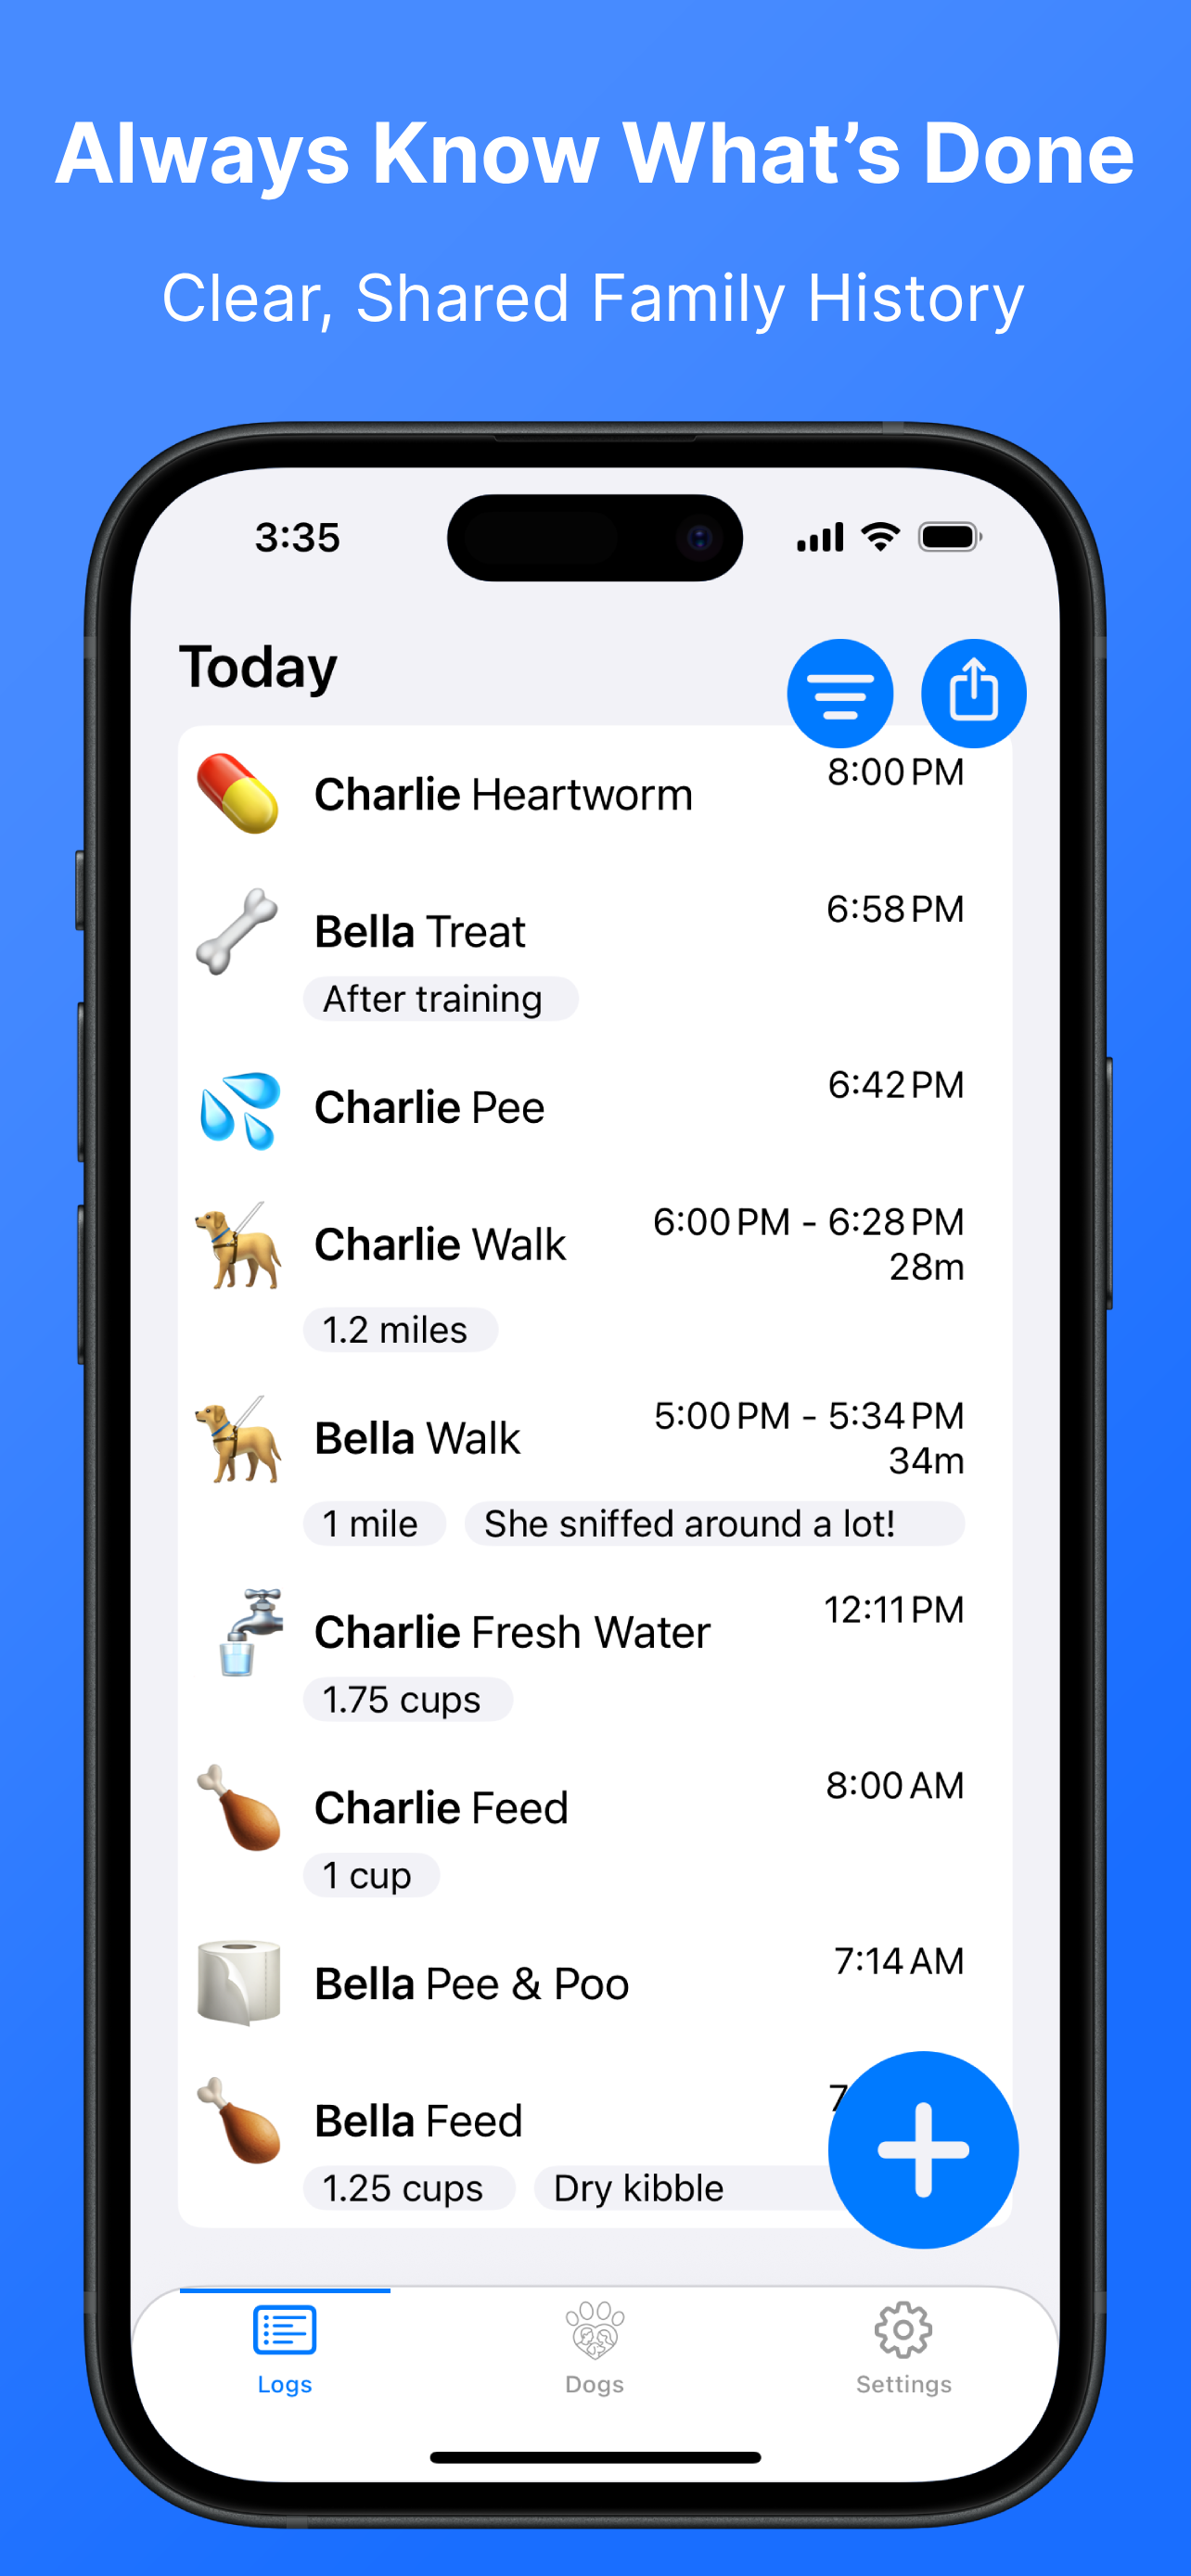 Always Know What’s Done
Clear, Shared Family History
3:35
Today
Charlie Heartworm 8:00 PM
Bella Treat 6:58 PM
After training
Charlie Pee 6:42 PM
Charlie Walk 6:00 PM - 6:28 PM
28m
1.2 miles
Bella Walk 5:00 PM - 5:34 PM
34m
1 mile She sniffed around a lot!
Charlie Fresh Water 12:11 PM
1.75 cups
Charlie Feed 8:00 AM
1 cup
Bella Pee & Poo 7:14 AM
Bella Feed
1.25 cups Dry kibble
Logs Dogs Settings